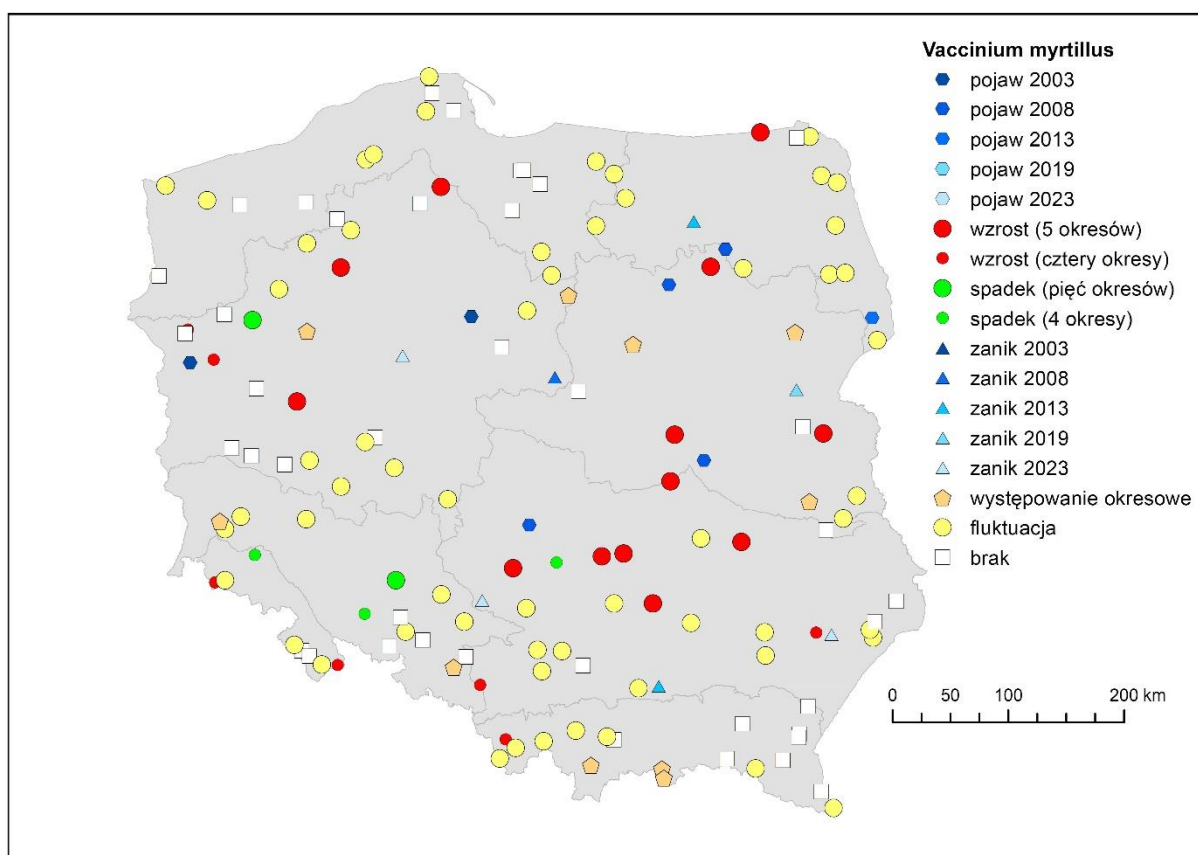 Vaccinium myrtillus
pojaw 2003
pojaw 2008
pojaw 2013
pojaw 2019
pojaw 2023
wzrost (5 okresów)
wzrost (cztery okresy)
spadek (pięć okresów)
spadek (4 okresy)
zanik 2003
zanik 2008
zanik 2013
zanik 2019
zanik 2023
występowanie okresowe
fluktuacja
brak
0 50 100 200 km